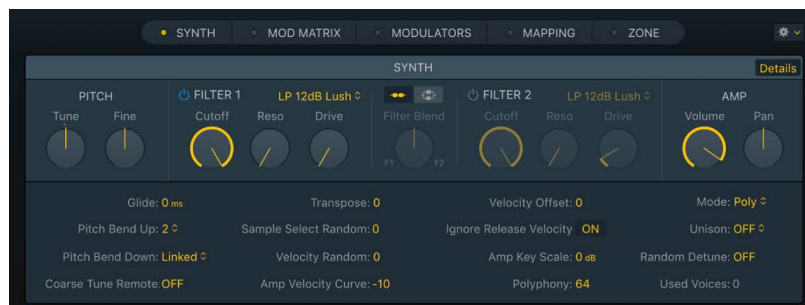 SYNTH MOD MATRIX MODULATORS MAPPING ZONE
SYNTH Details
PITCH FILTER 1 LP 12dB Lush FILTER 2 LP 12dB Lush AMP
Tune Fine Cutoff Reso Drive Filter Blend Cutoff Reso Drive Volume Pan
F1 F2
Glide: 0 ms Transpose: 0 Velocity Offset: 0 Mode: Poly
Pitch Bend Up: 2 Sample Select Random: 0 Ignore Release Velocity ON Unison: OFF
Pitch Bend Down: Linked Velocity Random: 0 Amp Key Scale: 0 dB Random Detune: OFF
Coarse Tune Remote: OFF Amp Velocity Curve: -10 Polyphony: 64 Used Voices: 0